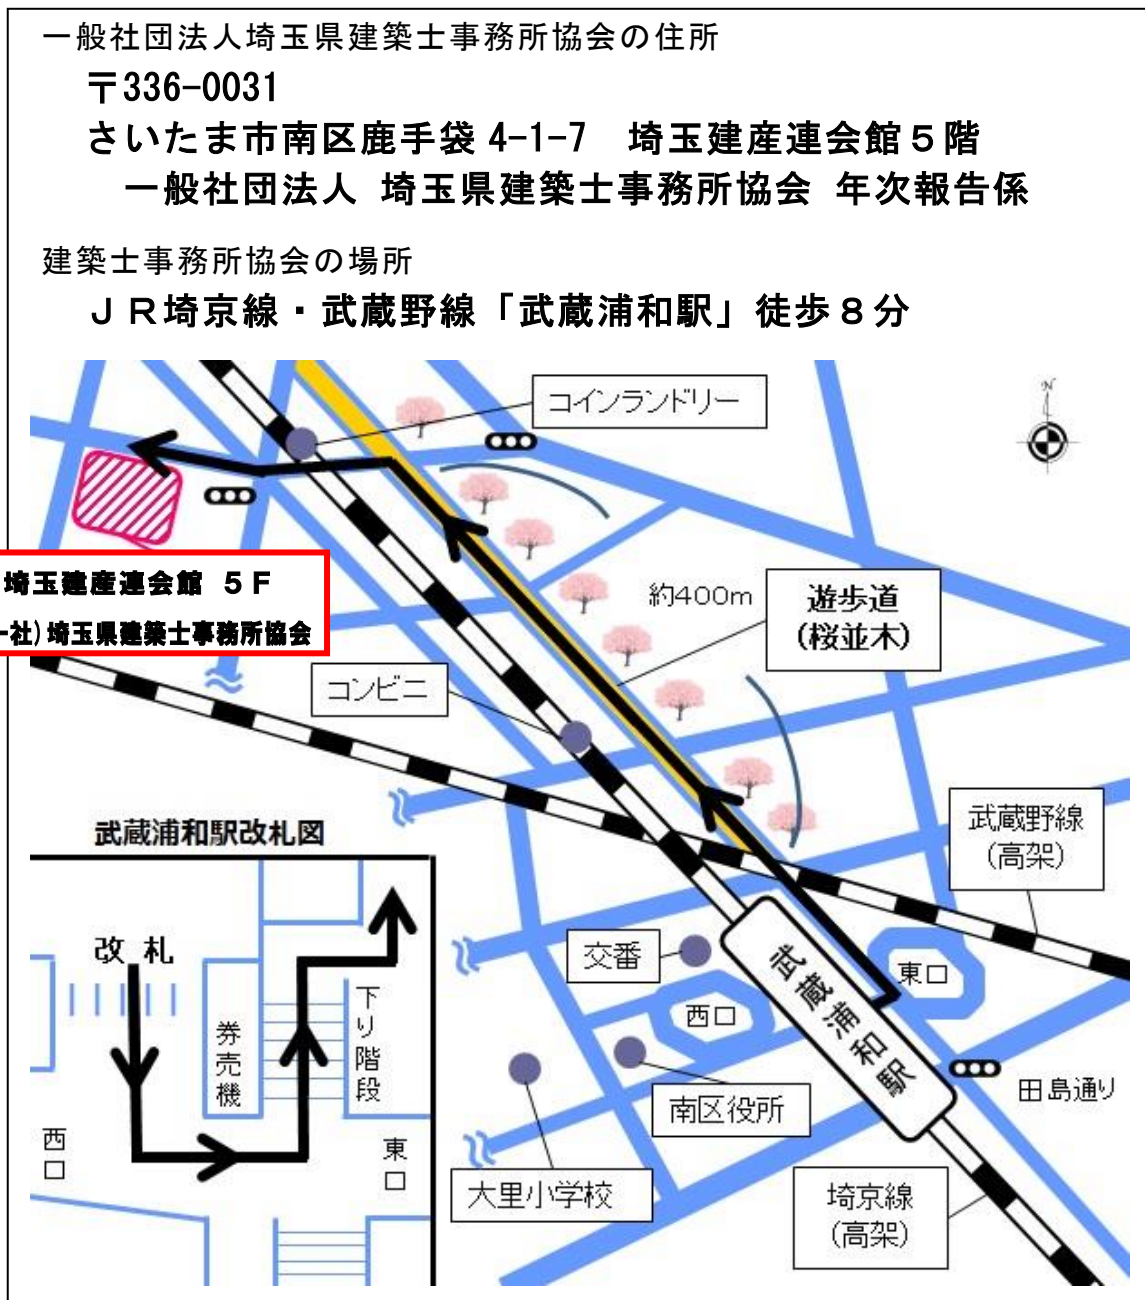 一般社団法人埼玉県建築士事務所協会の住所
〒336-0031
さいたま市南区鹿手袋 4-1-7　埼玉建産連会館５階
一般社団法人 埼玉県建築士事務所協会 年次報告係
建築士事務所協会の場所
ＪＲ埼京線・武蔵野線「武蔵浦和駅」徒歩８分
コインランドリー
N
埼玉建産連会館 ５Ｆ
一社)埼玉県建築士事務所協会
約400m
遊歩道
(桜並木)
コンビニ
武蔵野線
(高架)
武蔵浦和駅改札図
改 札
券売機
下り階段
西口
東口
交番
西口
東口
武蔵浦和駅
南区役所
田島通り
大里小学校
埼京線
(高架)